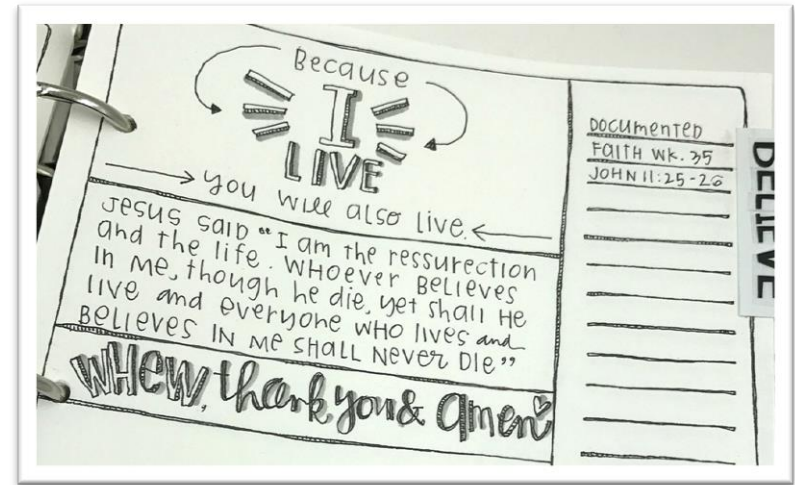 Because
I
LIVE
you will also live.
Jesus said "I am the ressurection
and the life. Whoever believes
in me, though he die, yet shall he
live and everyone who lives and
believes in me shall never die"
WHEW, thank you & amen
DOCUMENTED
FAITH WK. 35
JOHN 11:25-26
BELIEVE